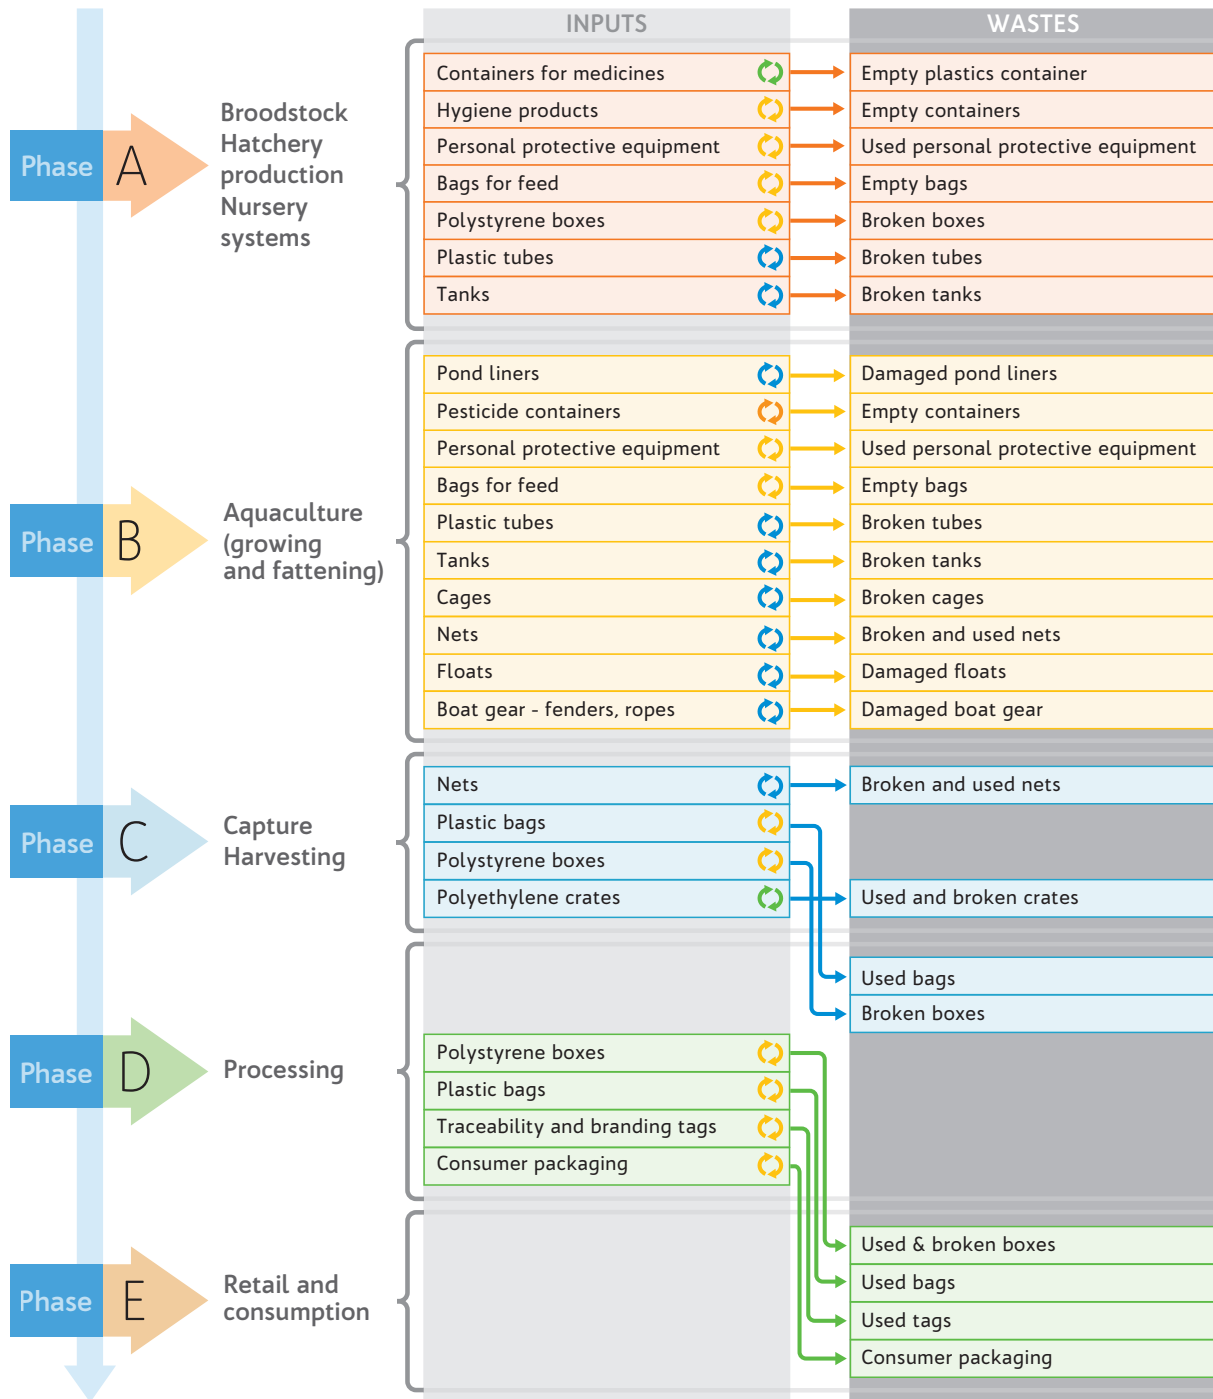 INPUTS
WASTES
Phase A
Broodstock
Hatchery
production
Nursery
systems
Containers for medicines
Empty plastics container
Hygiene products
Empty containers
Personal protective equipment
Used personal protective equipment
Bags for feed
Empty bags
Polystyrene boxes
Broken boxes
Plastic tubes
Broken tubes
Tanks
Broken tanks
Phase B
Aquaculture
(growing
and fattening)
Pond liners
Damaged pond liners
Pesticide containers
Empty containers
Personal protective equipment
Used personal protective equipment
Bags for feed
Empty bags
Plastic tubes
Broken tubes
Tanks
Broken tanks
Cages
Broken cages
Nets
Broken and used nets
Floats
Damaged floats
Boat gear - fenders, ropes
Damaged boat gear
Phase C
Capture
Harvesting
Nets
Broken and used nets
Plastic bags
Polystyrene boxes
Polyethylene crates
Used and broken crates
Used bags
Broken boxes
Phase D
Processing
Polystyrene boxes
Plastic bags
Traceability and branding tags
Consumer packaging
Phase E
Retail and
consumption
Used & broken boxes
Used bags
Used tags
Consumer packaging